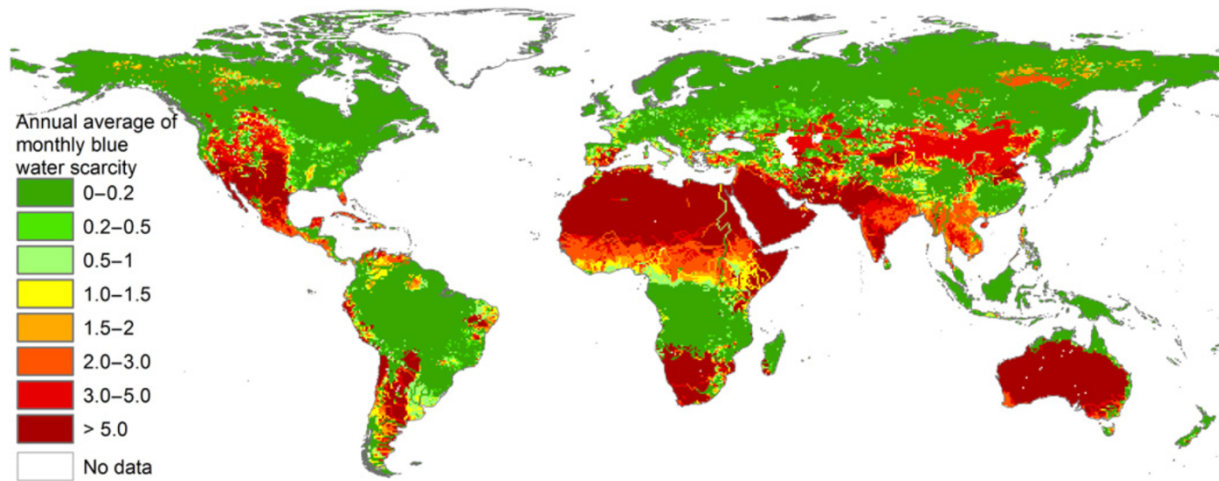 Annual average of
monthly blue
water scarcity
0–0.2
0.2–0.5
0.5–1
1.0–1.5
1.5–2
2.0–3.0
3.0–5.0
> 5.0
No data